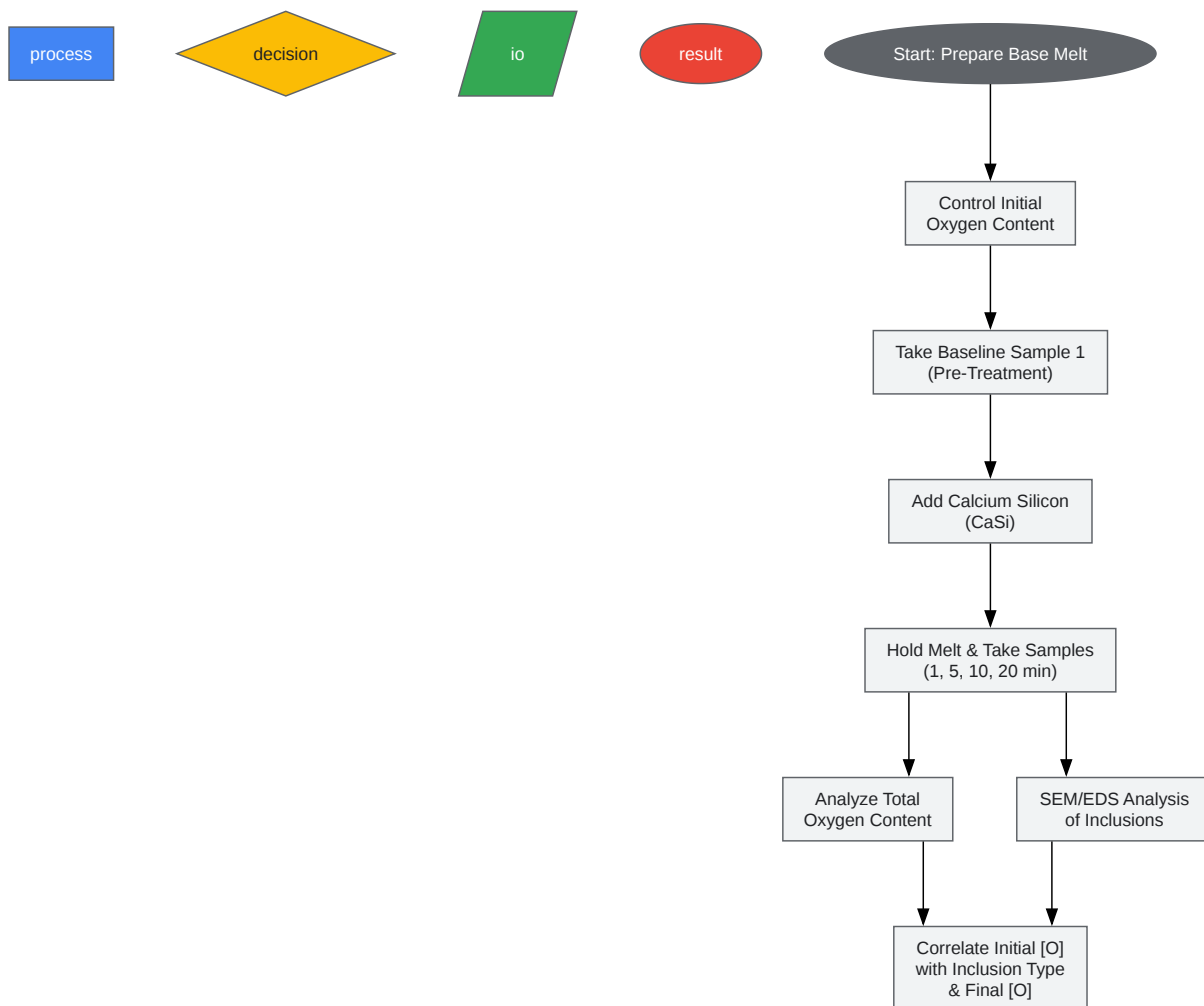 process
decision
io
result
Start: Prepare Base Melt
Control Initial
Oxygen Content
Take Baseline Sample 1
(Pre-Treatment)
Add Calcium Silicon
(CaSi)
Hold Melt & Take Samples
(1, 5, 10, 20 min)
Analyze Total
Oxygen Content
SEM/EDS Analysis
of Inclusions
Correlate Initial [O]
with Inclusion Type
& Final [O]